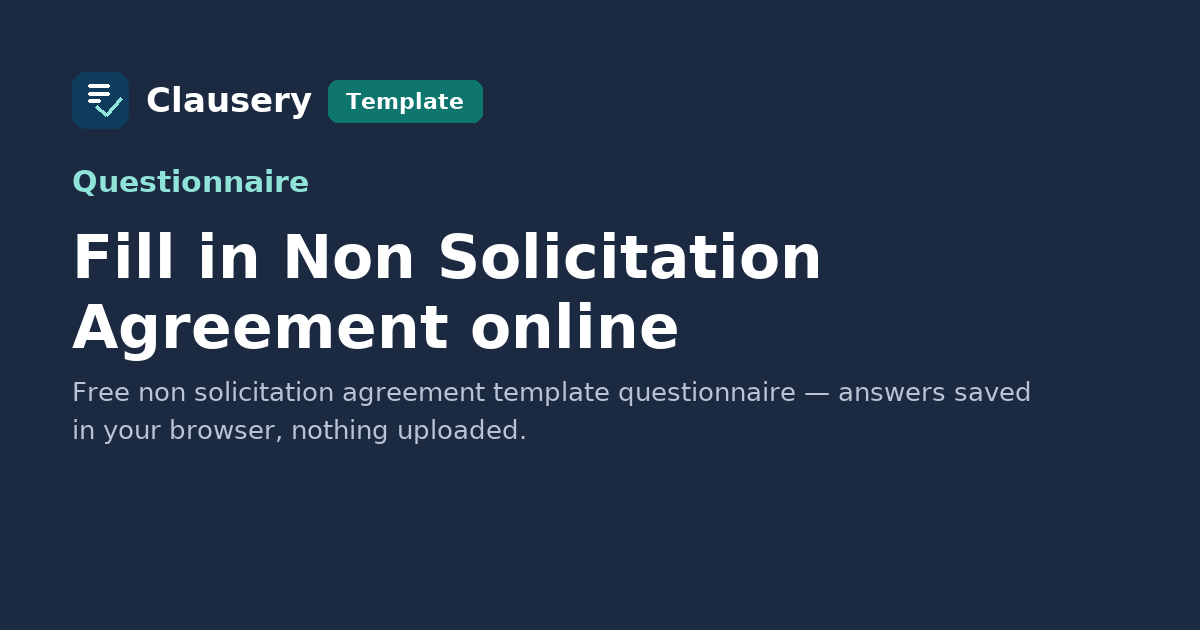 Clausery
Template
Questionnaire
Fill in Non Solicitation
Agreement online
Free non solicitation agreement template questionnaire — answers saved
in your browser, nothing uploaded.